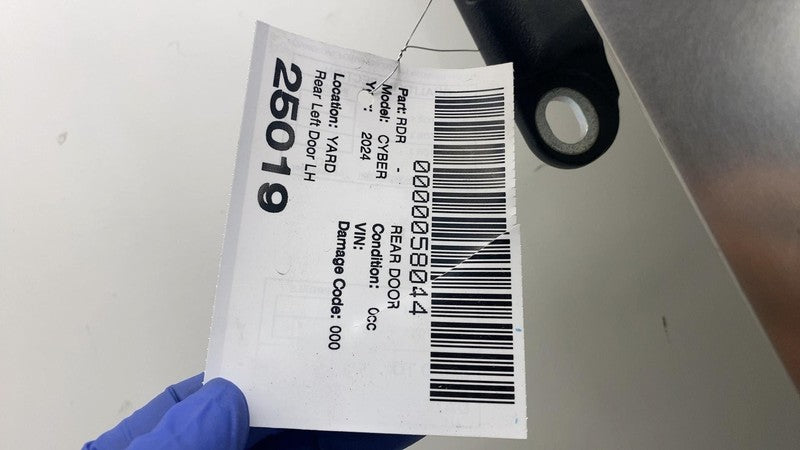 0000058044
Part: RDR - REAR DOOR
Model: CYBER Condition: 0cc
2024 VIN:
Damage Code: 000
Location: YARD
Rear Left Door LH
25019